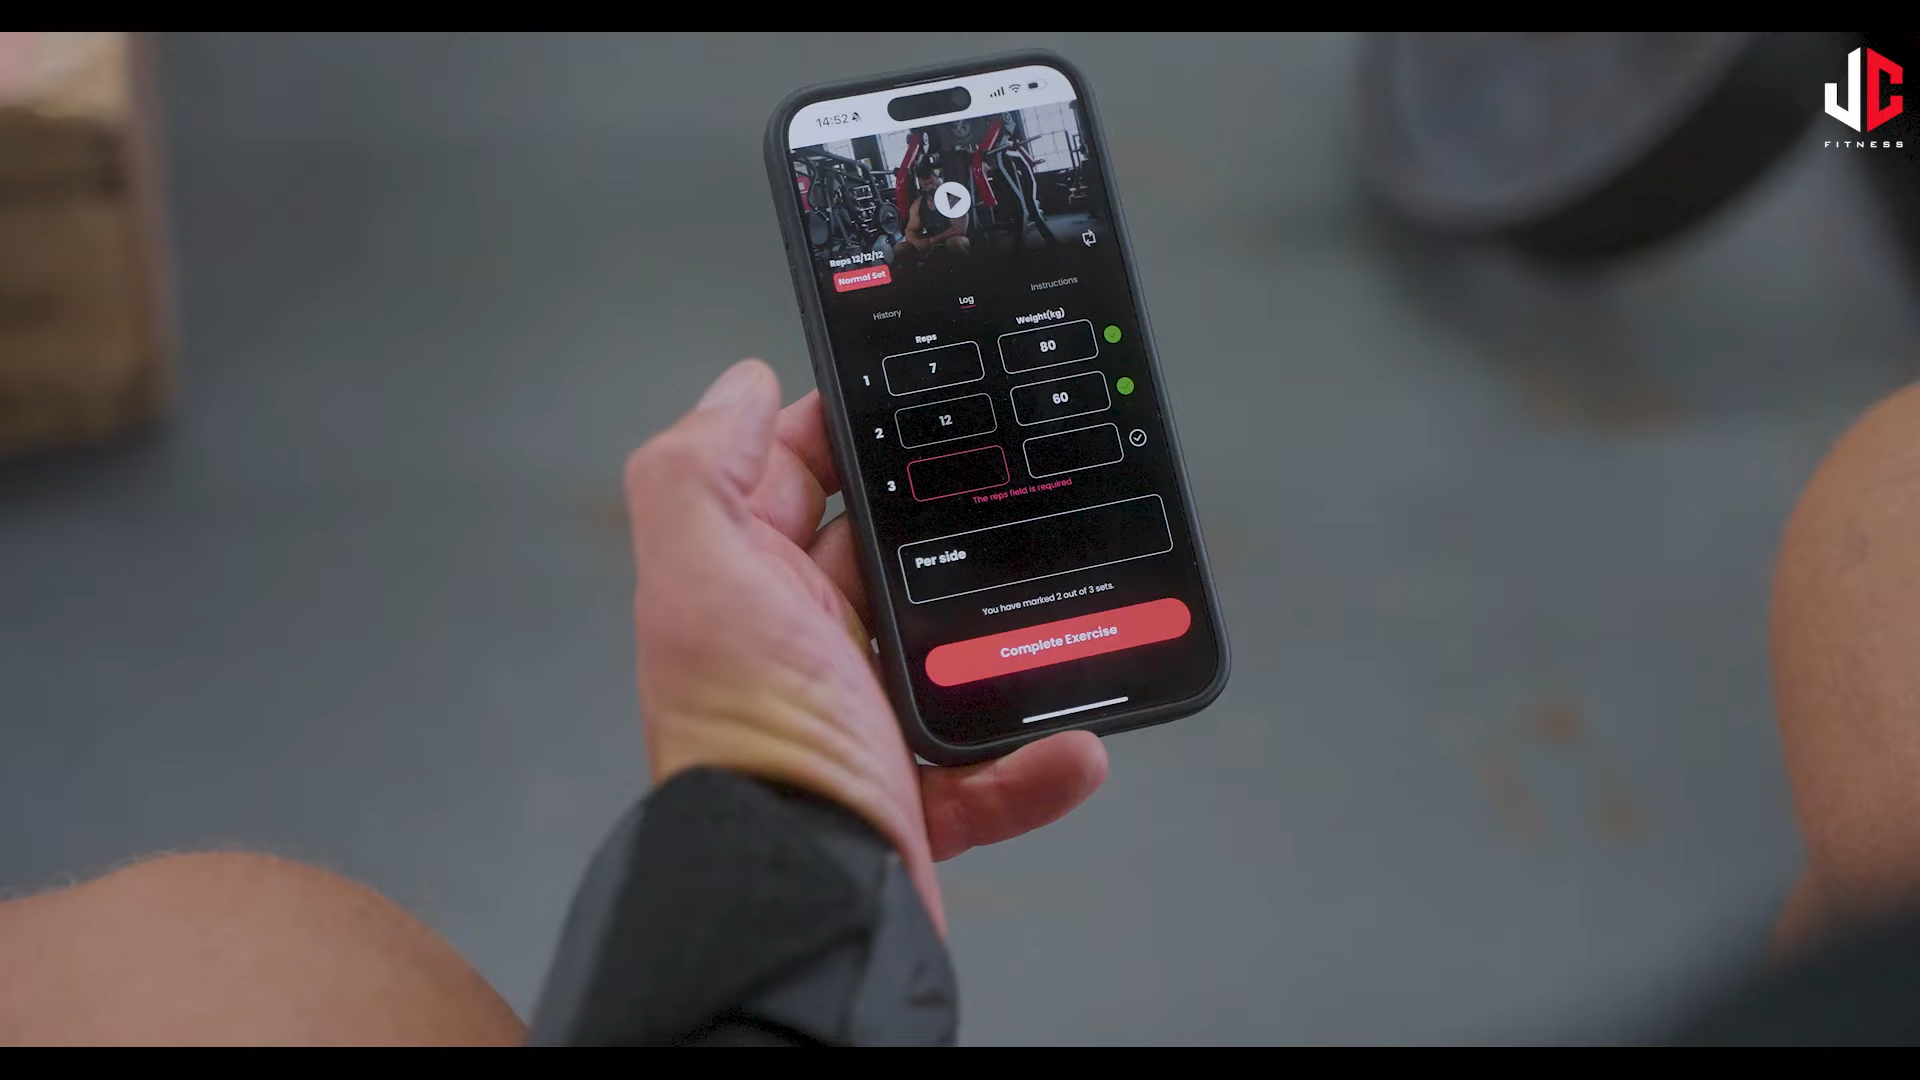 JC
FITNESS
14:52
Reps 12/12/12
Normal Set
History Log Instructions
Reps Weight(kg)
1 7 80
2 12 60
3
The reps field is required
Per side
You have marked 2 out of 3 sets.
Complete Exercise